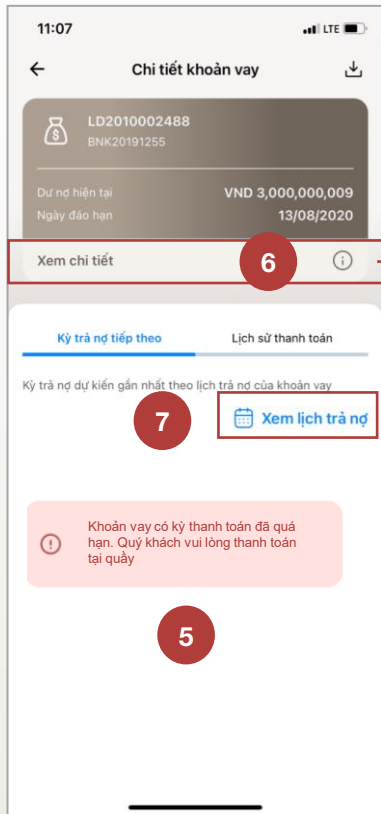 11:07
LTE
Chi tiết khoản vay
LD2010002488
BNK20191255
Dư nợ hiện tại VND 3,000,000,009
Ngày đáo hạn 13/08/2020
Xem chi tiết 6
Kỳ trả nợ tiếp theo Lịch sử thanh toán
Kỳ trả nợ dự kiến gần nhất theo lịch trả nợ của khoản vay
7 Xem lịch trả nợ
Khoản vay có kỳ thanh toán đã quá
hạn. Quý khách vui lòng thanh toán
tại quầy
5